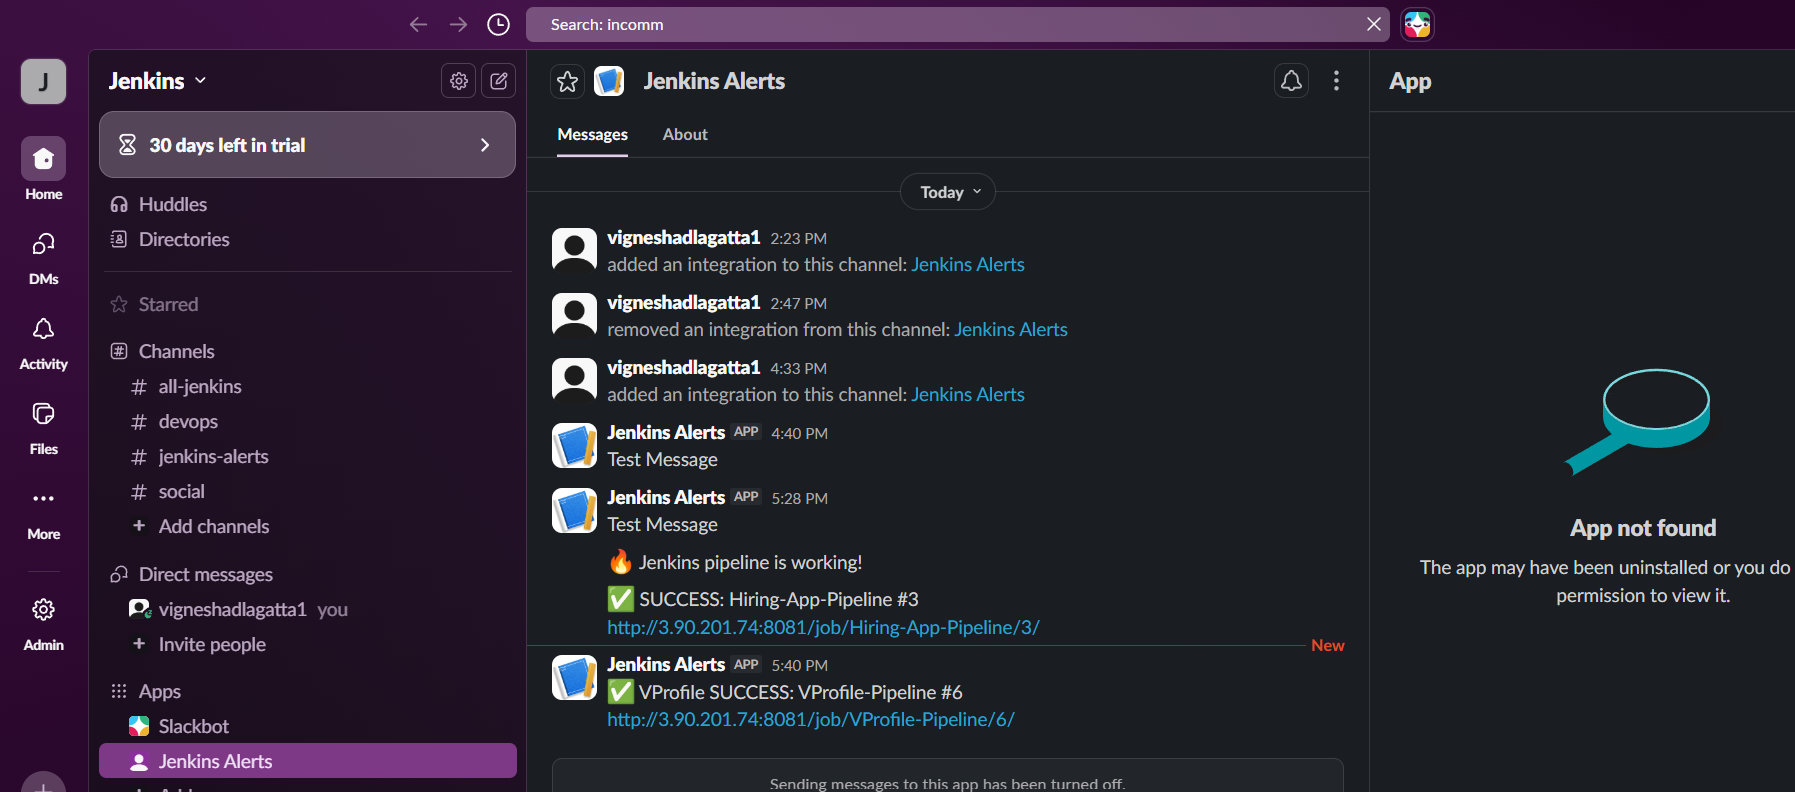 Search: incomm
J
Home
DMs
Activity
Files
More
Admin
Jenkins
30 days left in trial
Huddles
Directories
Starred
Channels
# all-jenkins
# devops
# jenkins-alerts
# social
+ Add channels
Direct messages
vigneshadlagatta1 you
+ Invite people
Apps
Slackbot
Jenkins Alerts
Jenkins Alerts
Messages About
Today
vigneshadlagatta1 2:23 PM
added an integration to this channel: Jenkins Alerts
vigneshadlagatta1 2:47 PM
removed an integration from this channel: Jenkins Alerts
vigneshadlagatta1 4:33 PM
added an integration to this channel: Jenkins Alerts
Jenkins Alerts APP 4:40 PM
Test Message
Jenkins Alerts APP 5:28 PM
Test Message
🔥 Jenkins pipeline is working!
✅ SUCCESS: Hiring-App-Pipeline #3
http://3.90.201.74:8081/job/Hiring-App-Pipeline/3/
New
Jenkins Alerts APP 5:40 PM
✅ VProfile SUCCESS: VProfile-Pipeline #6
http://3.90.201.74:8081/job/VProfile-Pipeline/6/
Sending messages to this app has been turned off.
App
App not found
The app may have been uninstalled or you do
permission to view it.